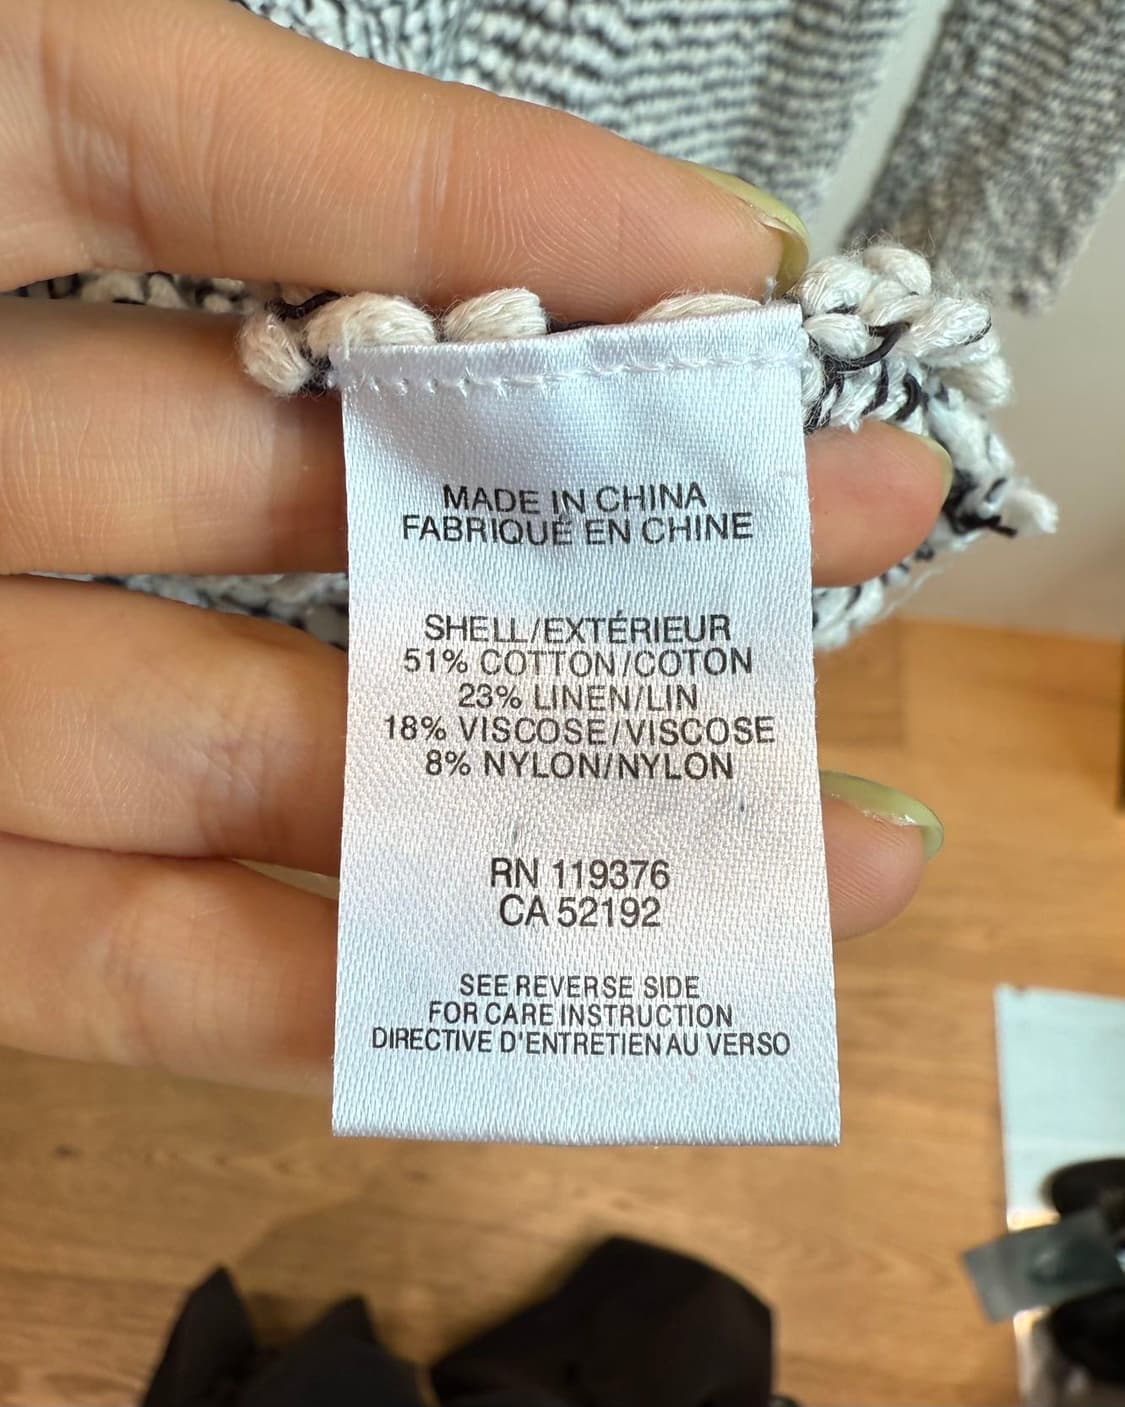 MADE IN CHINA
FABRIQUÉ EN CHINE
SHELL/EXTÉRIEUR
51% COTTON/COTON
23% LINEN/LIN
18% VISCOSE/VISCOSE
8% NYLON/NYLON
RN 119376
CA 52192
SEE REVERSE SIDE
FOR CARE INSTRUCTION
DIRECTIVE D'ENTRETIEN AU VERSO